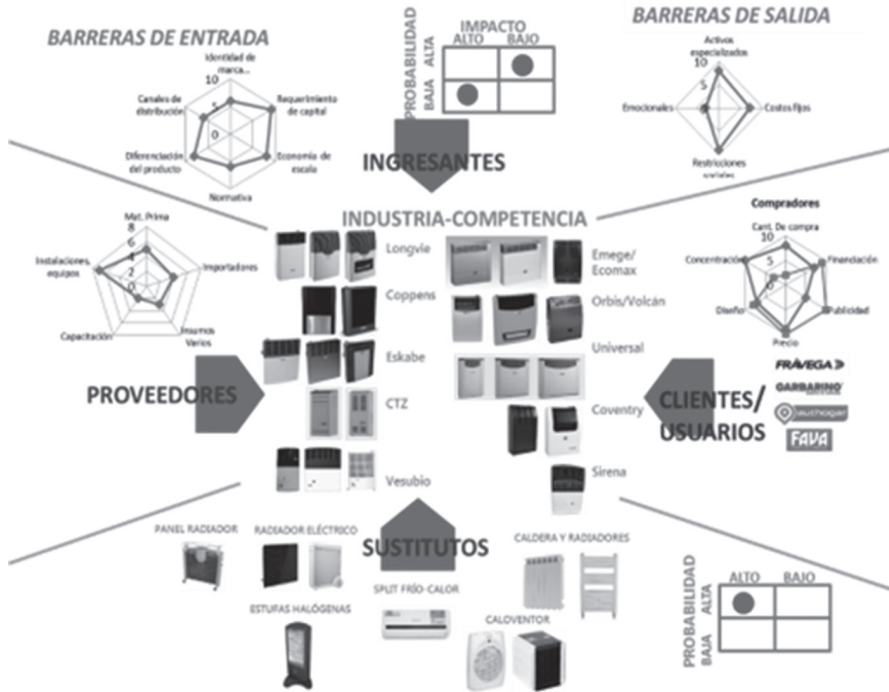 BARRERAS DE ENTRADA
Identidad de
marca...
10
5
0
Requerimiento
de capital
Economía de
escala
Normativa
Diferenciación
del producto
Canales de
distribución
IMPACTO
ALTO BAJO
PROBABILIDAD
ALTA
BAJA
BARRERAS DE SALIDA
Activos
especializados
10
5
Costos fijos
Restricciones
sociales
Emocionales
INGRESANTES
INDUSTRIA-COMPETENCIA
Longvie
Coppens
Eskabe
CTZ
Vesubio
Emege/
Ecomax
Orbis/Volcán
Universal
Coventry
Sirena
Mat. Prima
8
6
4
2
0
Importadores
Insumos
Varios
Capacitación
Instalaciones,
equipos
PROVEEDORES
Compradores
Cant. De compra
10
5
0
Financiación
Publicidad
Precio
Diseño
Concentración
FRÁVEGA
GARBARINO
authogar
FAVA
CLIENTES/
USUARIOS
SUSTITUTOS
PANEL RADIADOR
RADIADOR ELÉCTRICO
ESTUFAS HALÓGENAS
SPLIT FRÍO-CALOR
CALOVENTOR
CALDERA Y RADIADORES
ALTO BAJO
PROBABILIDAD
ALTA
BAJA